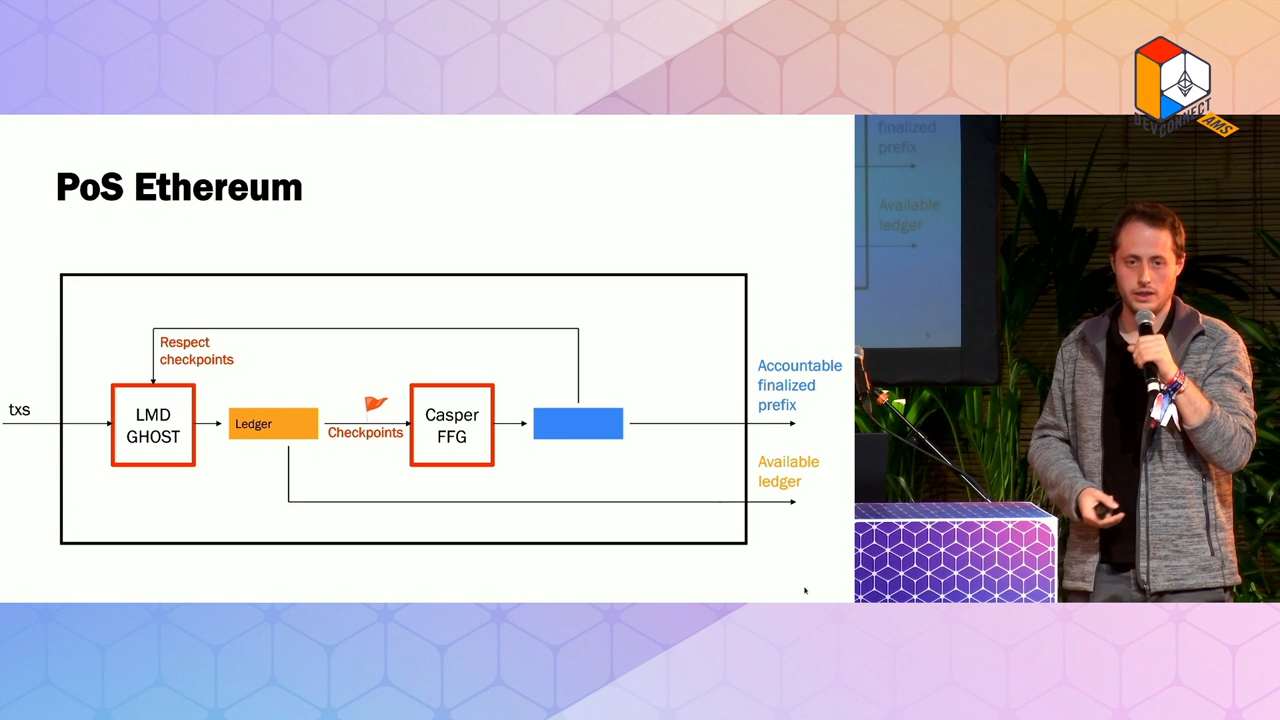 DEVCONNECT
AMS
PoS Ethereum
txs
Respect
checkpoints
LMD
GHOST
Ledger
Checkpoints
Casper
FFG
Accountable
finalized
prefix
Available
ledger
finalized
prefix
Available
ledger